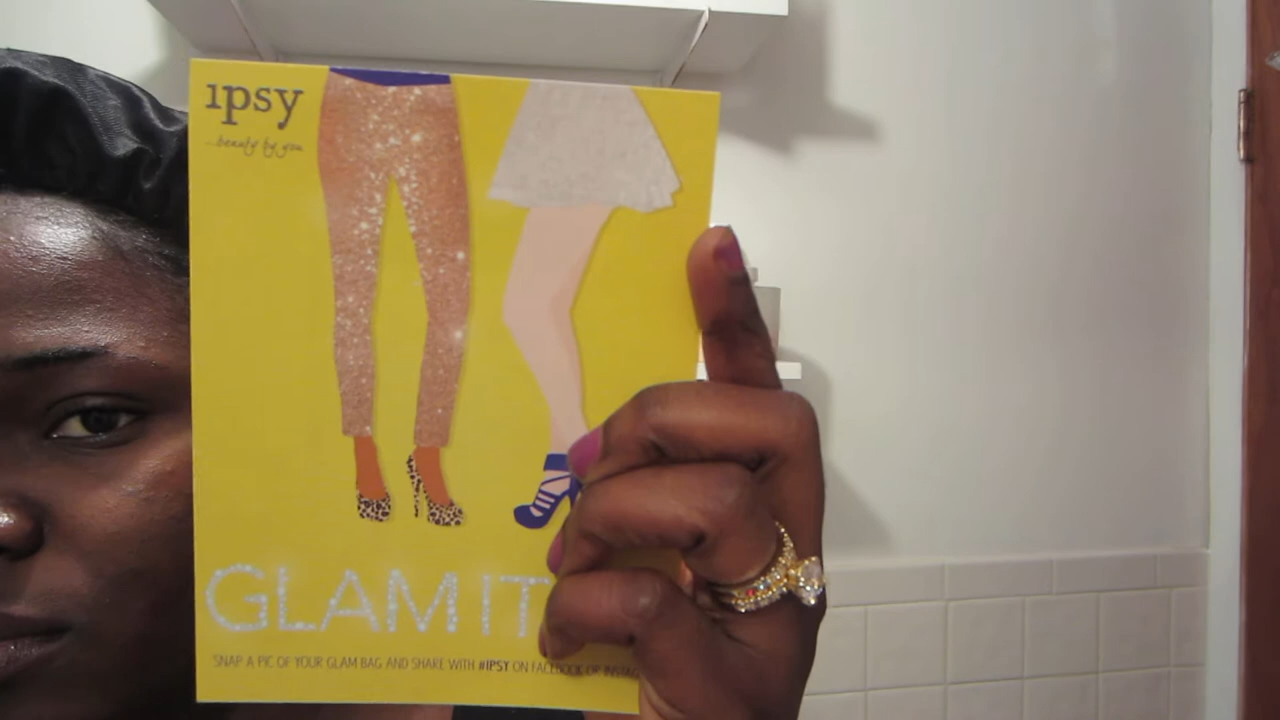 ipsy
...beauty by you
GLAM IT
SNAP A PIC OF YOUR GLAM BAG AND SHARE WITH #IPSY ON FACEBOOK OR